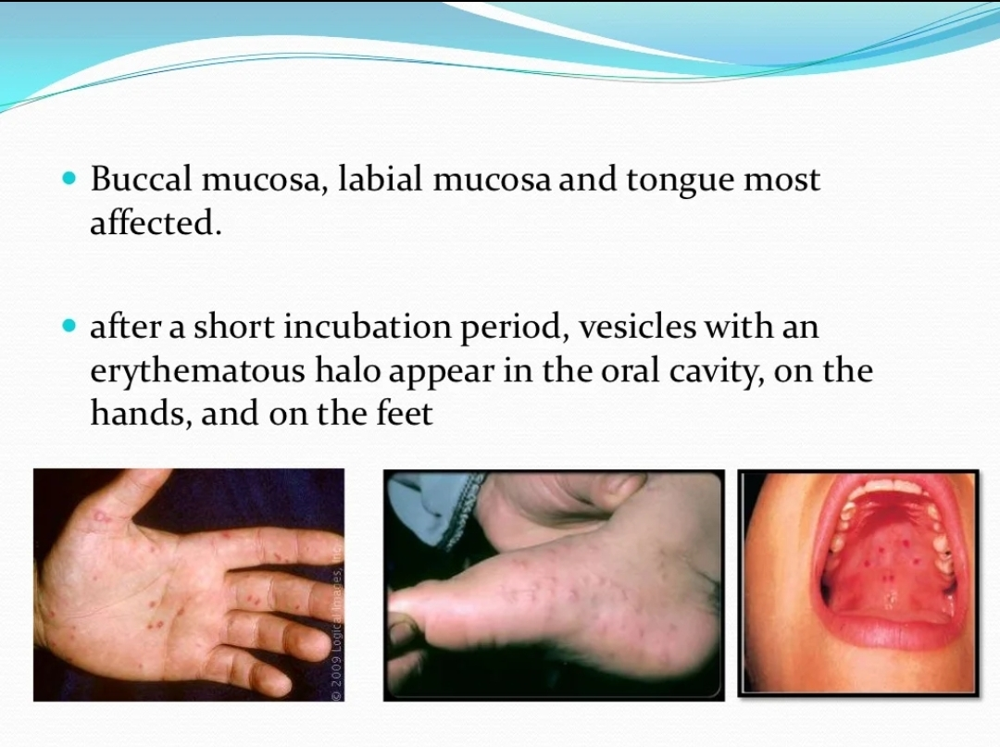 Buccal mucosa, labial mucosa and tongue most
affected.
after a short incubation period, vesicles with an
erythematous halo appear in the oral cavity, on the
hands, and on the feet
© 2009 Logical Images, Inc.